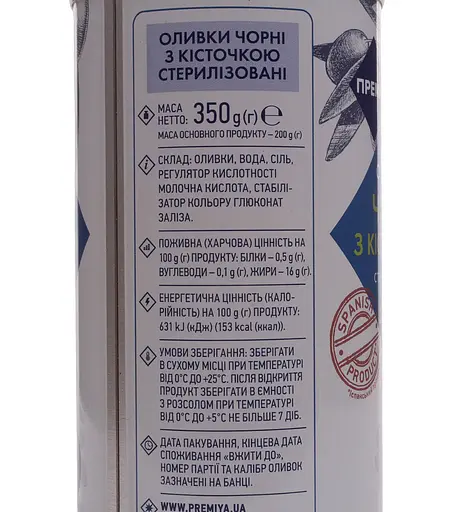 ОЛИВКИ ЧОРНІ
З КІСТОЧКОЮ
СТЕРИЛІЗОВАНІ
МАСА
НЕТТО: 350 g (г) ℮
МАСА ОСНОВНОГО ПРОДУКТУ – 200 g (г)
СКЛАД: ОЛИВКИ, ВОДА, СІЛЬ,
РЕГУЛЯТОР КИСЛОТНОСТІ
МОЛОЧНА КИСЛОТА, СТАБІЛІ-
ЗАТОР КОЛЬОРУ ГЛЮКОНАТ
ЗАЛІЗА.
ПОЖИВНА (ХАРЧОВА) ЦІННІСТЬ НА
100 g (г) ПРОДУКТУ: БІЛКИ – 0,5 g (г),
ВУГЛЕВОДИ – 0,1 g (г), ЖИРИ – 16 g (г).
ЕНЕРГЕТИЧНА ЦІННІСТЬ (КАЛО-
РІЙНІСТЬ) НА 100 g (г) ПРОДУКТУ:
631 kJ (кДж) (153 kcal (ккал)).
УМОВИ ЗБЕРІГАННЯ: ЗБЕРІГАТИ
В СУХОМУ МІСЦІ ПРИ ТЕМПЕРАТУРІ
ВІД 0°С ДО +25°С. ПІСЛЯ ВІДКРИТТЯ
ПРОДУКТ ЗБЕРІГАТИ В ЄМНОСТІ
З РОЗСОЛОМ ПРИ ТЕМПЕРАТУРІ
ВІД 0°С ДО +5°С НЕ БІЛЬШЕ 7 ДІБ.
ДАТА ПАКУВАННЯ, КІНЦЕВА ДАТА
СПОЖИВАННЯ «ВЖИТИ ДО»,
НОМЕР ПАРТІЇ ТА КАЛІБР ОЛИВОК
ЗАЗНАЧЕНІ НА БАНЦІ.
WWW.PREMIYA.UA
ПРЕ
З КІ
SPANISH
PRODUCT